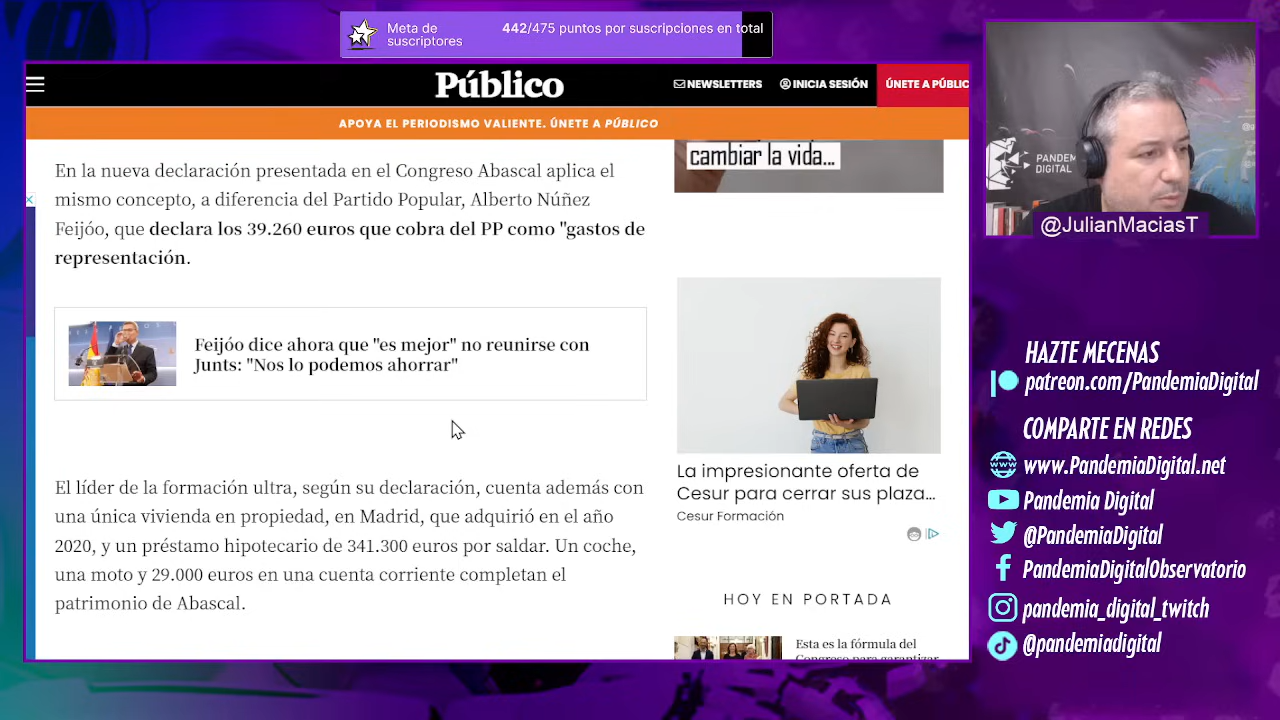 Meta de
suscriptores
442/475 puntos por suscripciones en total
Público
NEWSLETTERS
INICIA SESIÓN
ÚNETE A PÚBLIC
APOYA EL PERIODISMO VALIENTE. ÚNETE A PÚBLICO
En la nueva declaración presentada en el Congreso Abascal aplica el
mismo concepto, a diferencia del Partido Popular, Alberto Núñez
Feijóo, que declara los 39.260 euros que cobra del PP como "gastos de
representación.
Feijóo dice ahora que "es mejor" no reunirse con
Junts: "Nos lo podemos ahorrar"
El líder de la formación ultra, según su declaración, cuenta además con
una única vivienda en propiedad, en Madrid, que adquirió en el año
2020, y un préstamo hipotecario de 341.300 euros por saldar. Un coche,
una moto y 29.000 euros en una cuenta corriente completan el
patrimonio de Abascal.
cambiar la vida...
La impresionante oferta de
Cesur para cerrar sus plaza...
Cesur Formación
HOY EN PORTADA
Esta es la fórmula del
Congreso para garantizar
PANDEM
DIGITAL
@JulianMaciasT
HAZTE MECENAS
patreon.com/PandemiaDigital
COMPARTE EN REDES
www.PandemiaDigital.net
Pandemia Digital
@PandemiaDigital
PandemiaDigitalObservatorio
pandemia_digital_twitch
@pandemiadigital